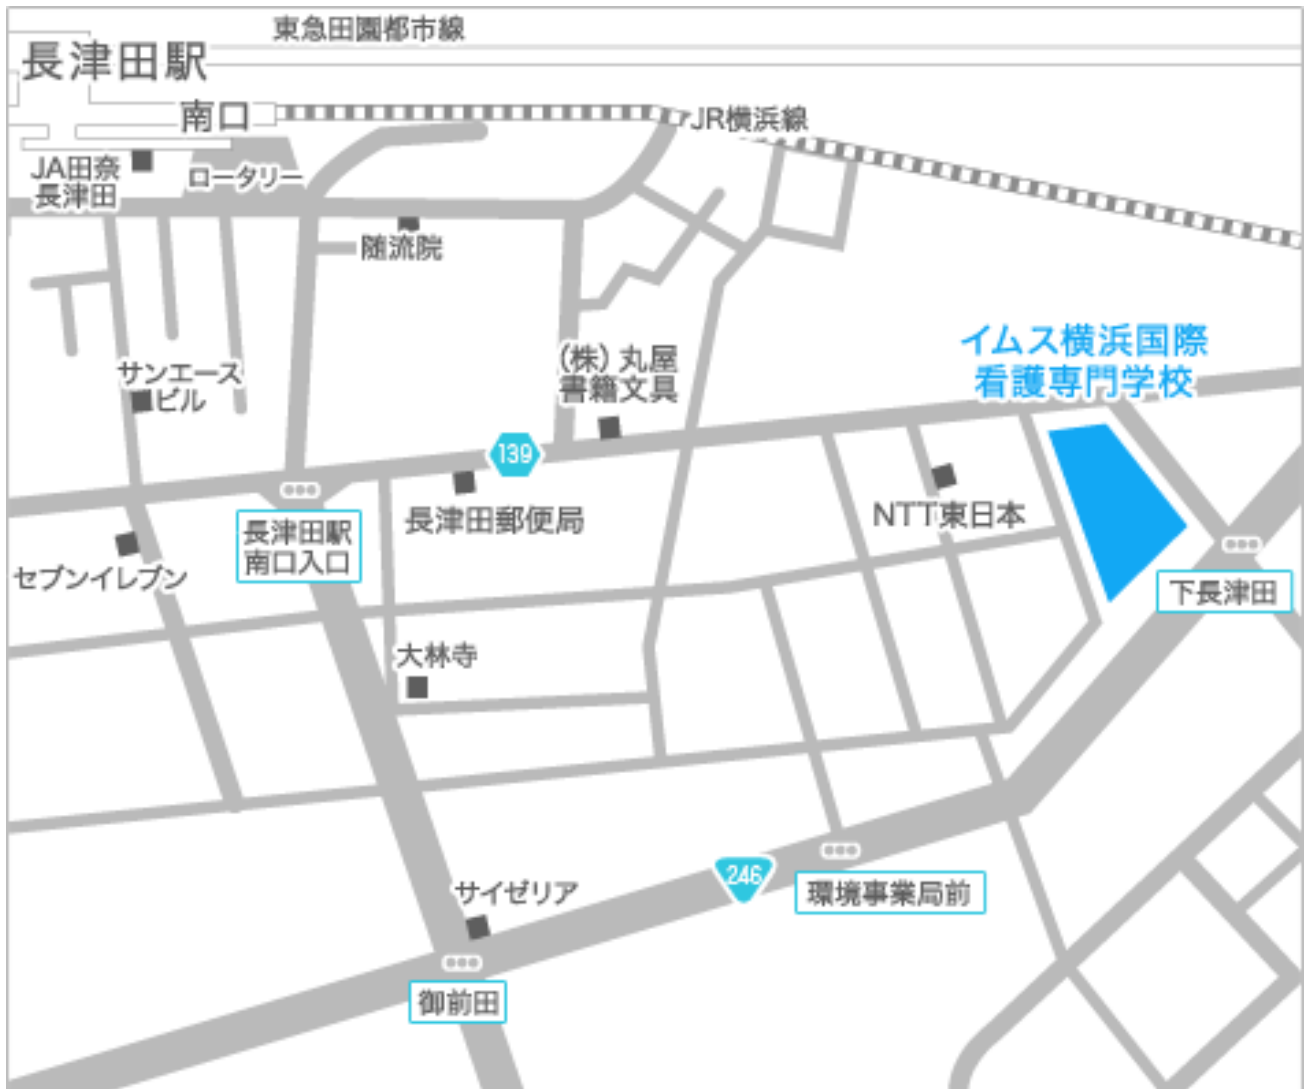 東急田園都市線
長津田駅
南口
JR横浜線
JA田奈
長津田
ロータリー
随流院
イムス横浜国際
看護専門学校
(株)丸屋
書籍文具
サンエース
ビル
139
長津田郵便局
NTT東日本
長津田駅
南口入口
セブンイレブン
下長津田
大林寺
246
サイゼリア
環境事業局前
御前田